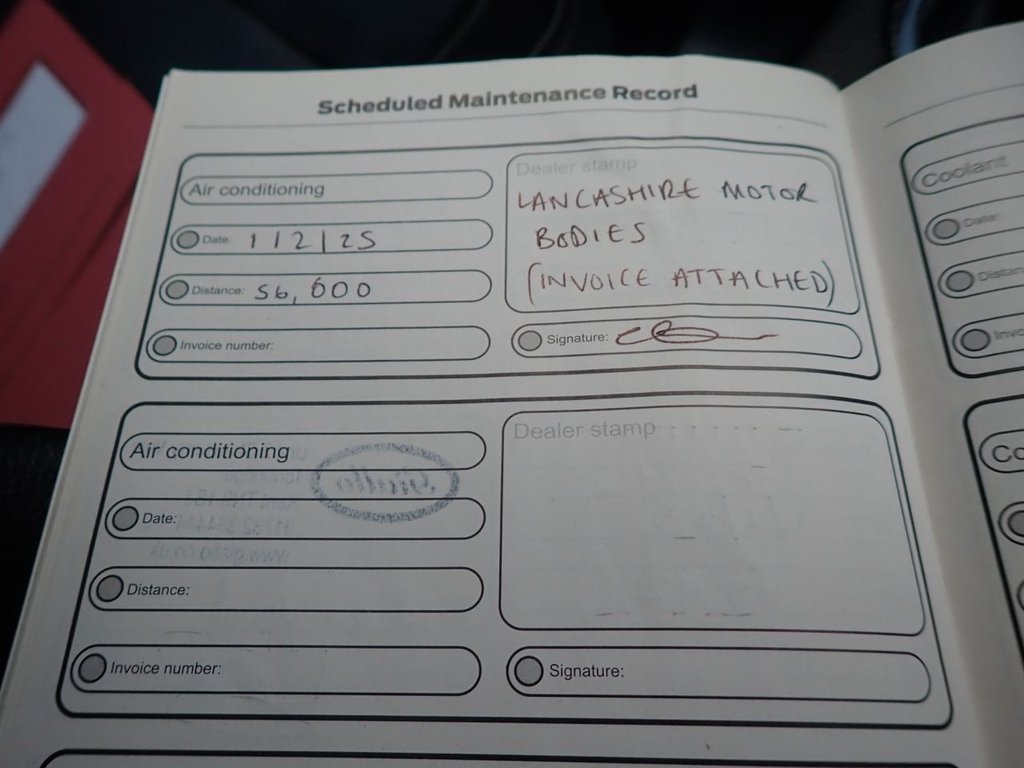 Scheduled Maintenance Record
Air conditioning
Date: 1/2/25
Distance: 56,000
Invoice number:
Dealer stamp
LANCASHIRE MOTOR
BODIES
(INVOICE ATTACHED)
Signature:
Air conditioning
Date:
Distance:
Invoice number:
Dealer stamp
Signature:
Coolant
Date: